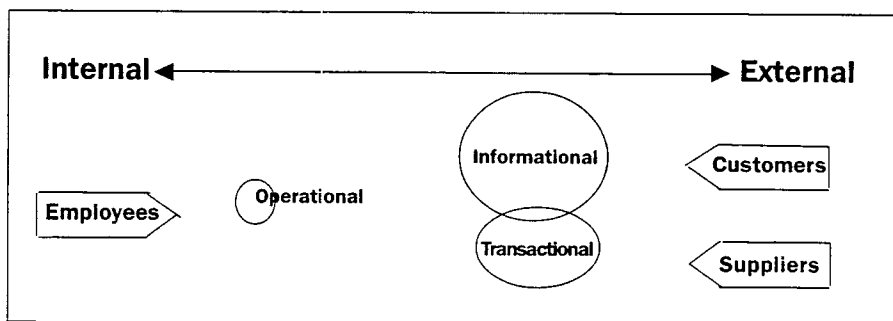 Internal
External
Informational
Customers
Operational
Employees
Transactional
Suppliers